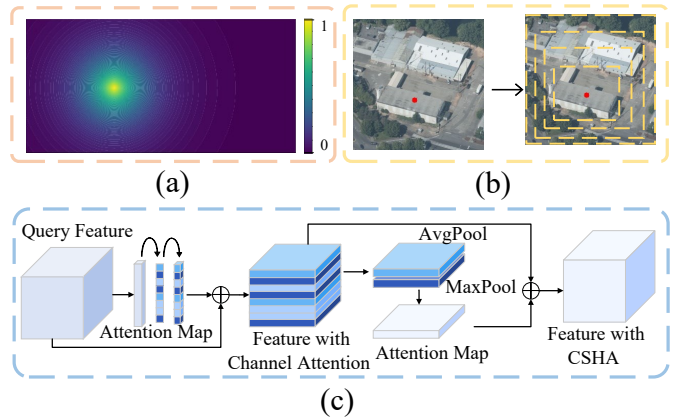 1
0
(a)
(b)
Query Feature
Attention Map
Feature with
Channel Attention
AvgPool
MaxPool
Attention Map
Feature with
CSHA
(c)